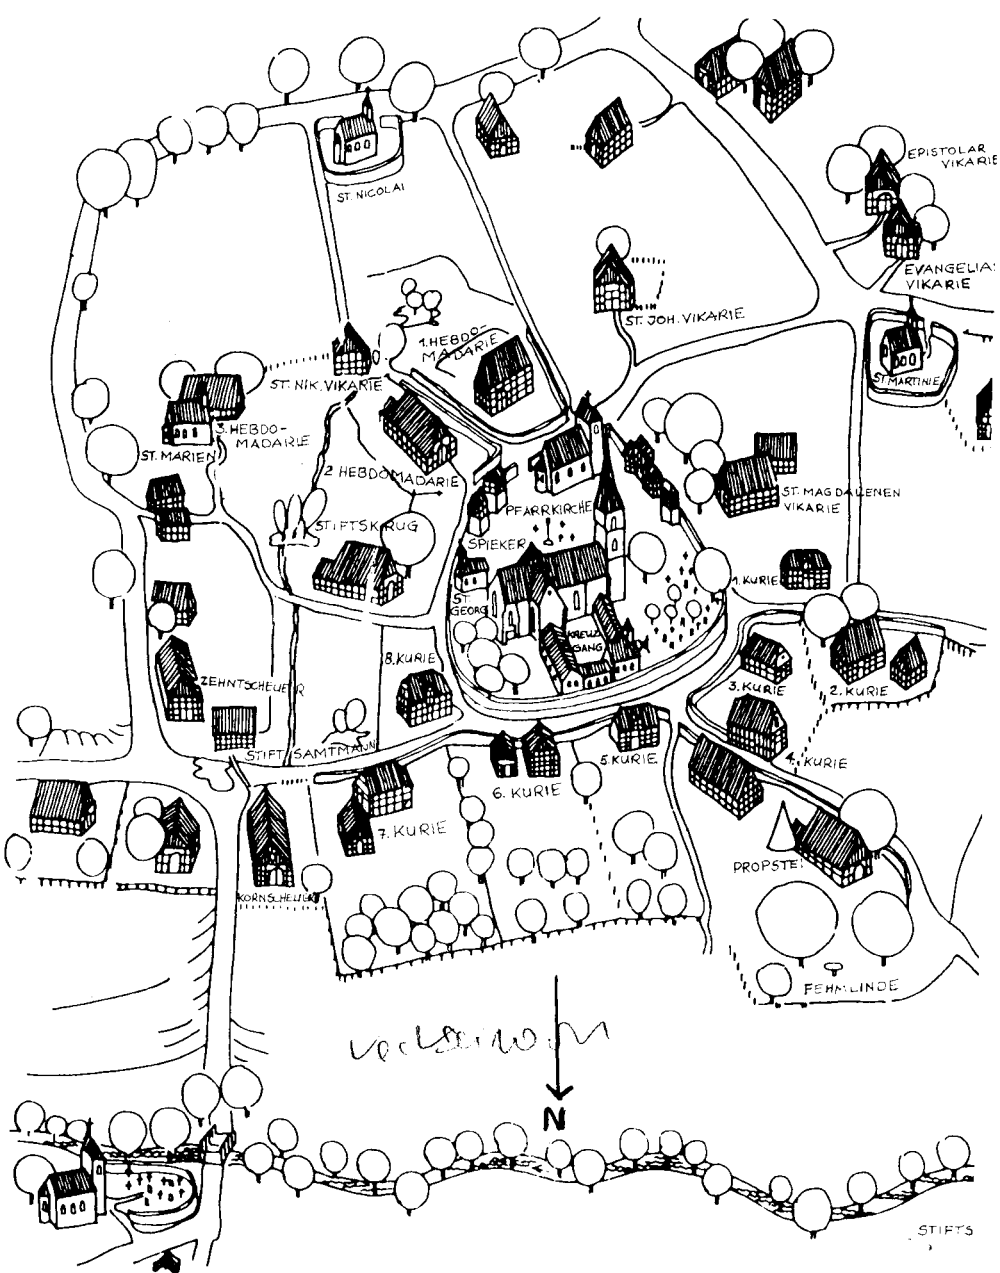 EPISTOLAR
VIKARIE
ST. NICOLAI
EVANGELIA:
VIKARIE
ST. JOH. VIKARIE
1. HEBDO-
MADARIE
ST. NIK. VIKARIE
ST. MARTINI
3. HEBDO-
MADARIE
ST. MARIEN
2 HEBDOMADARIE
ST. MAGDALENEN
VIKARIE
PFARRKIRCHE
STIFTSKRUG
SPIEKER
1. KURIE
ST.
GEORG
KREUZ
GANG
8. KURIE
3. KURIE
2. KURIE
ZEHNTSCHEUER
STIFTSAMTMANN
5. KURIE
4. KURIE
6. KURIE
7. KURIE
PROPSTEI
KORNSCHEUER
FEHMLINDE
N
STIFTS